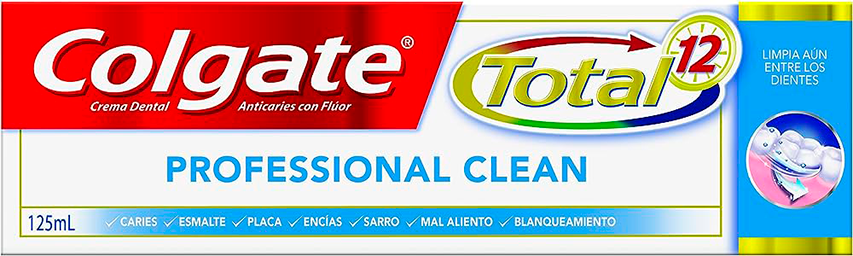 Colgate®
Crema Dental Anticaries con Flúor
Total 12
LIMPIA AÚN
ENTRE LOS
DIENTES
PROFESSIONAL CLEAN
125mL ✓CARIES ✓ESMALTE ✓PLACA ✓ENCÍAS ✓SARRO ✓MAL ALIENTO ✓BLANQUEAMIENTO